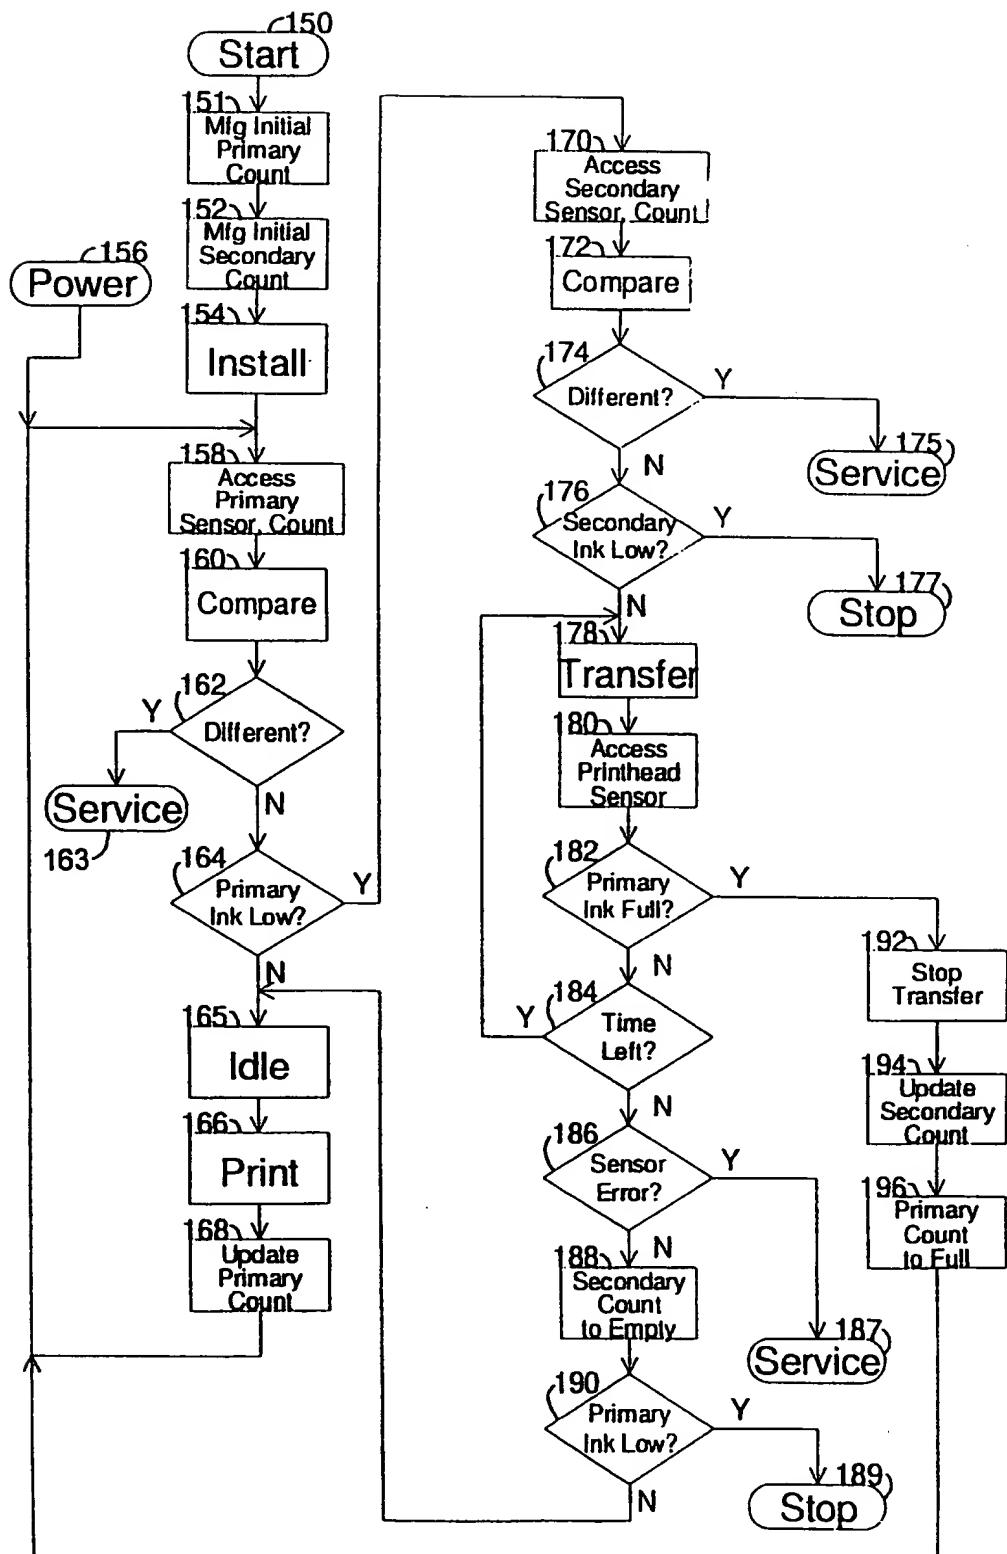 150
Start
151
Mfg Initial
Primary
Count
152
Mfg Initial
Secondary
Count
156
Power
154
Install
158
Access
Primary
Sensor, Count
160
Compare
162
Different?
Y
N
Service
163
164
Primary
Ink Low?
Y
N
165
Idle
166
Print
168
Update
Primary
Count
170
Access
Secondary
Sensor, Count
172
Compare
174
Different?
Y
N
175
Service
176
Secondary
Ink Low?
Y
N
177
Stop
178
Transfer
180
Access
Printhead
Sensor
182
Primary
Ink Full?
Y
N
184
Time
Left?
Y
N
186
Sensor
Error?
Y
N
187
Service
188
Secondary
Count
to Empty
190
Primary
Ink Low?
Y
N
189
Stop
192
Stop
Transfer
194
Update
Secondary
Count
196
Primary
Count
to Full